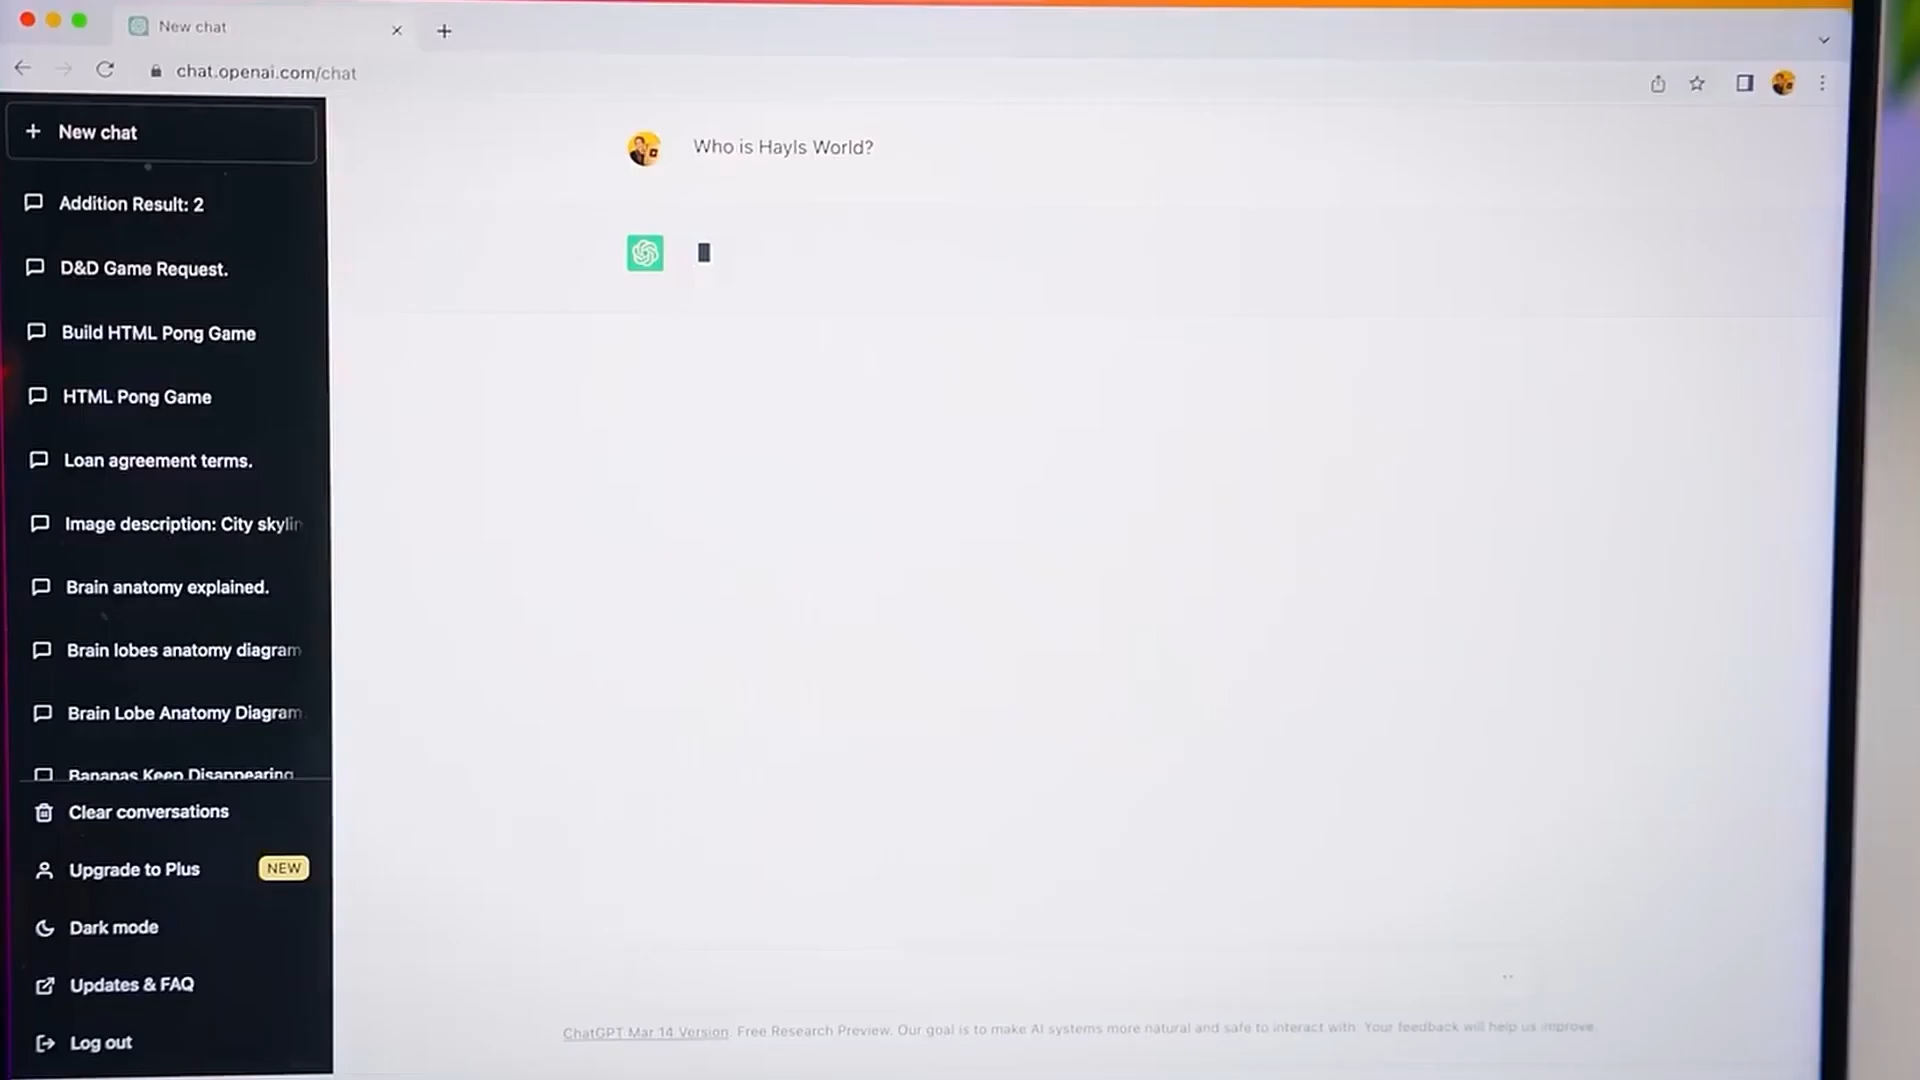 New chat
chat.openai.com/chat
New chat
Addition Result: 2
D&D Game Request.
Build HTML Pong Game
HTML Pong Game
Loan agreement terms.
Image description: City skylin
Brain anatomy explained.
Brain lobes anatomy diagram
Brain Lobe Anatomy Diagram
Bananas Keep Disappearing
Clear conversations
Upgrade to Plus NEW
Dark mode
Updates & FAQ
Log out
Who is Hayls World?
ChatGPT Mar 14 Version. Free Research Preview. Our goal is to make AI systems more natural and safe to interact with. Your feedback will help us improve.